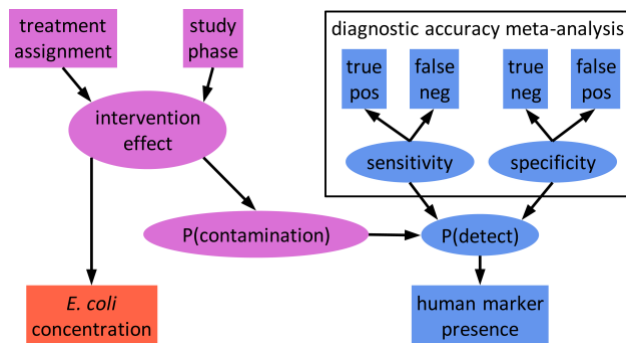 treatment
assignment
study
phase
diagnostic accuracy meta-analysis
true
pos
false
neg
true
neg
false
pos
intervention
effect
sensitivity
specificity
P(contamination)
P(detect)
E. coli
concentration
human marker
presence